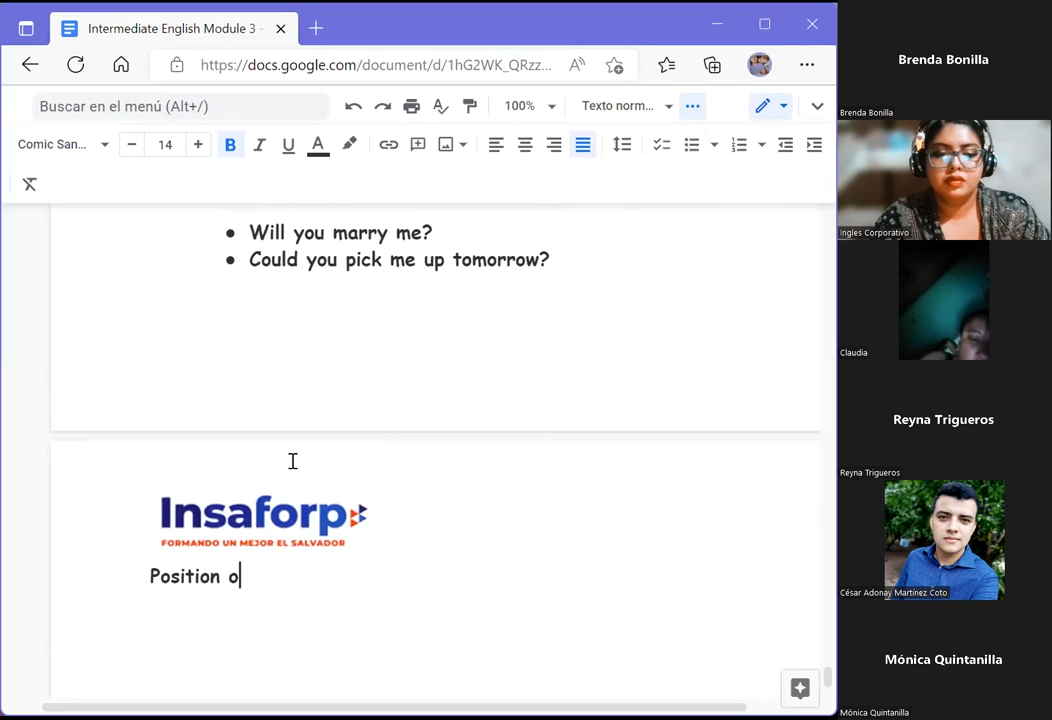 Intermediate English Module 3 -
https://docs.google.com/document/d/1hG2WK_QRzz...
Buscar en el menú (Alt+/)
100%
Texto norm...
Comic San...
14
B
I
U
A
Will you marry me?
Could you pick me up tomorrow?
Insaforp
FORMANDO UN MEJOR EL SALVADOR
Position o
Brenda Bonilla
Brenda Bonilla
Ingles Corporativo
Claudia
Reyna Trigueros
Reyna Trigueros
César Adonay Martínez Coto
Mónica Quintanilla
Mónica Quintanilla